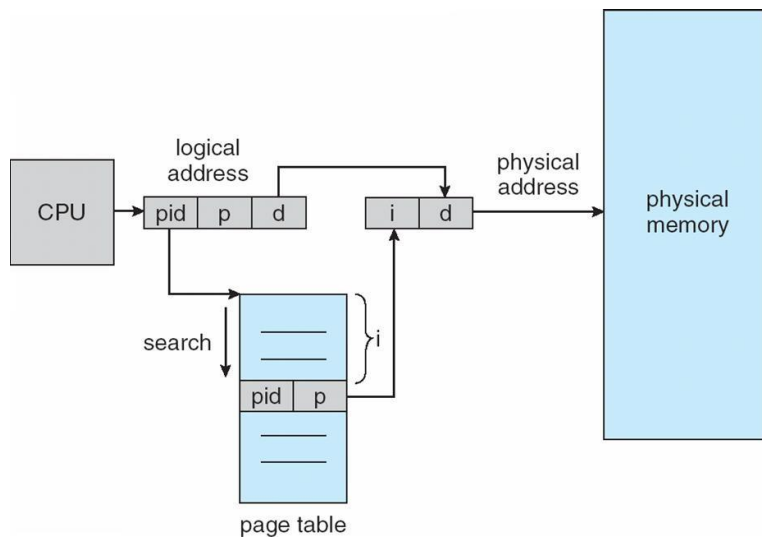 logical
address
physical
address
CPU
pid p d
i d
physical
memory
search
i
pid p
page table